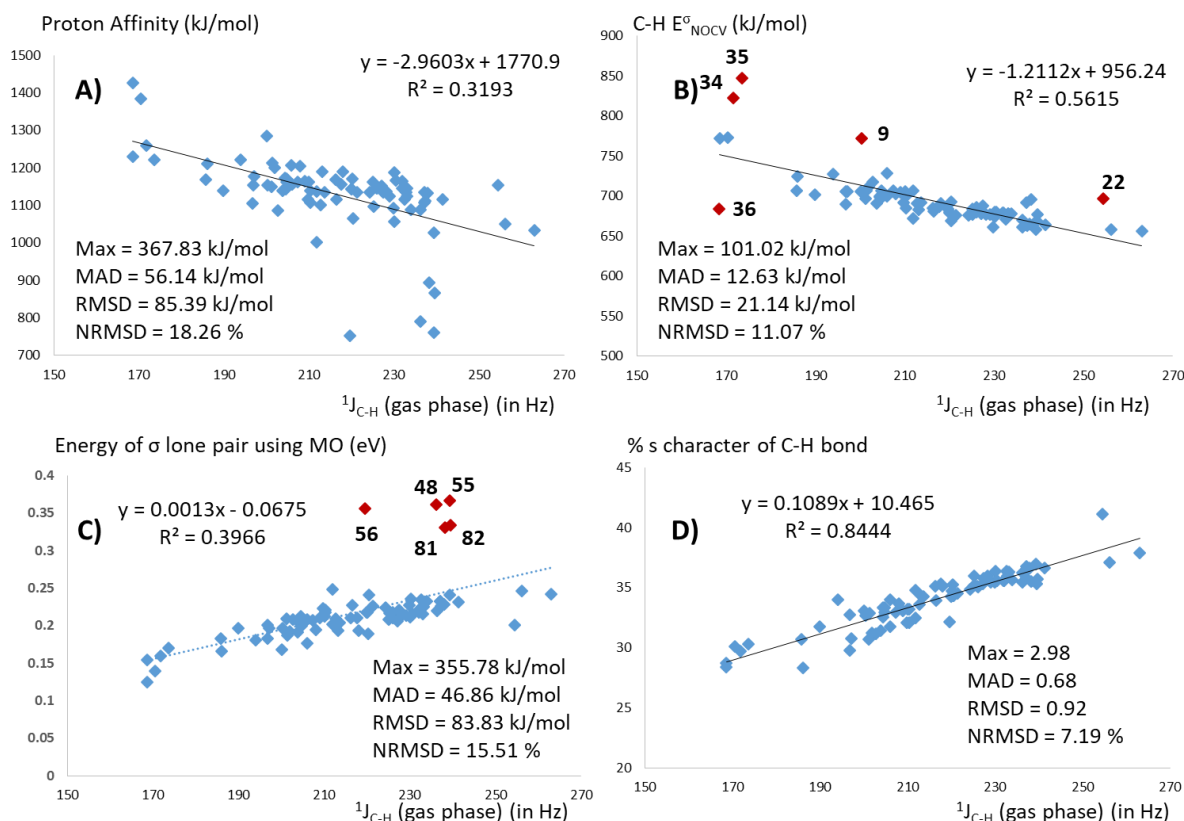 Proton Affinity (kJ/mol)
A)
y = -2.9603x + 1770.9
R² = 0.3193
1500
1400
1300
1200
1100
1000
900
800
700
Max = 367.83 kJ/mol
MAD = 56.14 kJ/mol
RMSD = 85.39 kJ/mol
NRMSD = 18.26 %
150 170 190 210 230 250 270
¹J_C-H (gas phase) (in Hz)
C-H E^σ_NOCV (kJ/mol)
B)
35
34
9
36
22
y = -1.2112x + 956.24
R² = 0.5615
900
850
800
750
700
650
600
550
500
Max = 101.02 kJ/mol
MAD = 12.63 kJ/mol
RMSD = 21.14 kJ/mol
NRMSD = 11.07 %
150 170 190 210 230 250 270
¹J_C-H (gas phase) (in Hz)
Energy of σ lone pair using MO (eV)
C)
y = 0.0013x - 0.0675
R² = 0.3966
48
55
56
81
82
0.4
0.35
0.3
0.25
0.2
0.15
0.1
0.05
0
Max = 355.78 kJ/mol
MAD = 46.86 kJ/mol
RMSD = 83.83 kJ/mol
NRMSD = 15.51 %
150 170 190 210 230 250 270
¹J_C-H (gas phase) (in Hz)
% s character of C-H bond
D)
y = 0.1089x + 10.465
R² = 0.8444
45
40
35
30
25
20
Max = 2.98
MAD = 0.68
RMSD = 0.92
NRMSD = 7.19 %
150 170 190 210 230 250 270
¹J_C-H (gas phase) (in Hz)